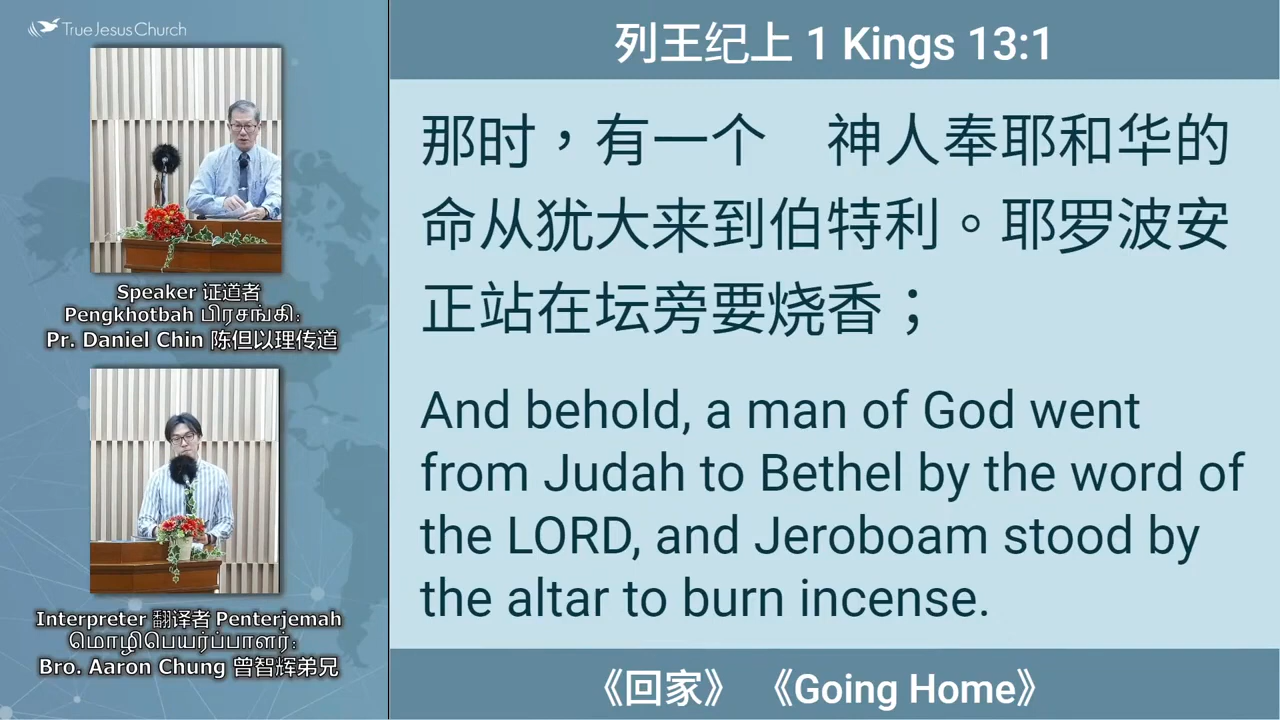 TrueJesusChurch
Speaker 证道者
Pengkhotbah பிரசங்கி:
Pr. Daniel Chin 陈但以理传道
Interpreter 翻译者 Penterjemah
மொழிபெயர்ப்பாளர்:
Bro. Aaron Chung 曾智辉弟兄
列王纪上 1 Kings 13:1
那时，有一个　神人奉耶和华的
命从犹大来到伯特利。耶罗波安
正站在坛旁要烧香；
And behold, a man of God went
from Judah to Bethel by the word of
the LORD, and Jeroboam stood by
the altar to burn incense.
《回家》 《Going Home》